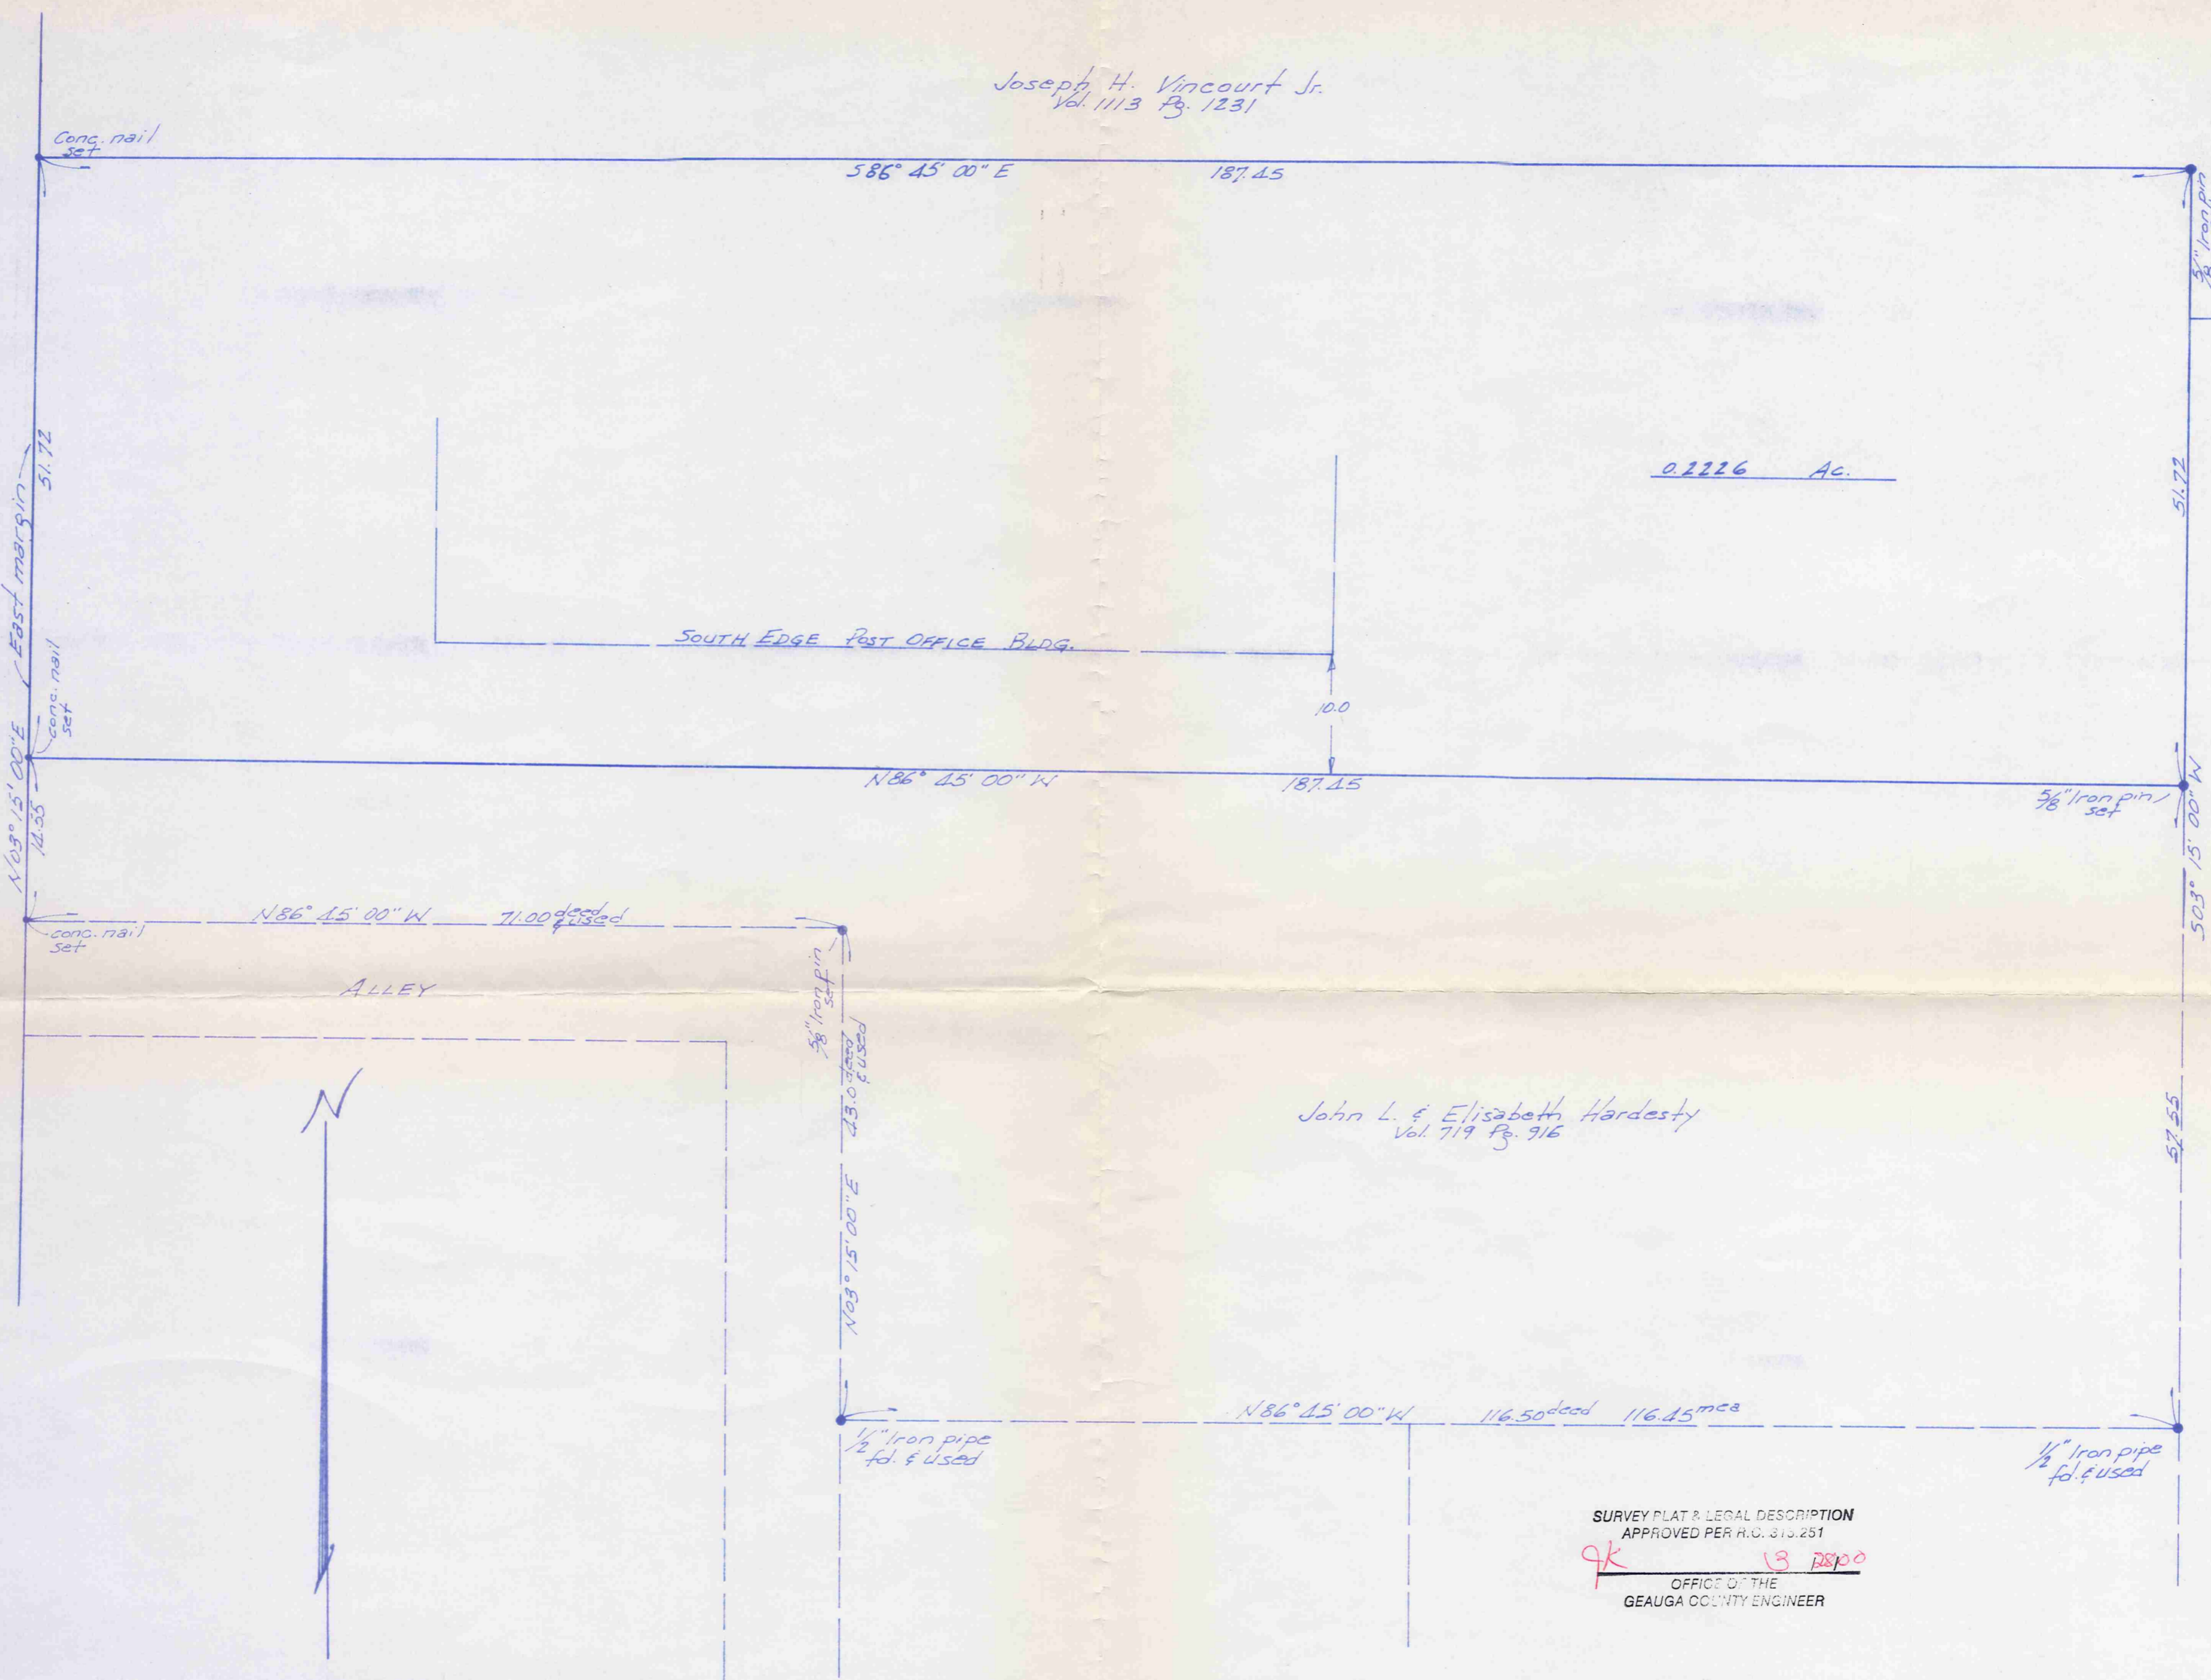 Joseph H. Vincourt Jr.
Vol. 1113 Pg. 1231
Conc. nail
set
S86° 45' 00" E 187.45
5/8" Iron pin
51.72
East margin
0.2226 Ac.
51.72
SOUTH EDGE POST OFFICE BLDG.
conc. nail
set
10.0
N03° 15' 00" E
14.55
N86° 45' 00" W 187.45
5/8" Iron pin
set
S03° 15' 00" W
N86° 45' 00" W 71.00 deed
& used
conc. nail
set
ALLEY
5/8" Iron pin
set
N
N03° 15' 00" E 43.0 deed
& used
John L. & Elisabeth Hardesty
Vol. 719 Pg. 916
57.55
N86° 45' 00" W 116.50 deed 116.45 mea
1/2" Iron pipe
fd. & used
1/2" Iron pipe
fd. & used
SURVEY PLAT & LEGAL DESCRIPTION
APPROVED PER R.C. 315.251
OFFICE OF THE
GEAUGA COUNTY ENGINEER